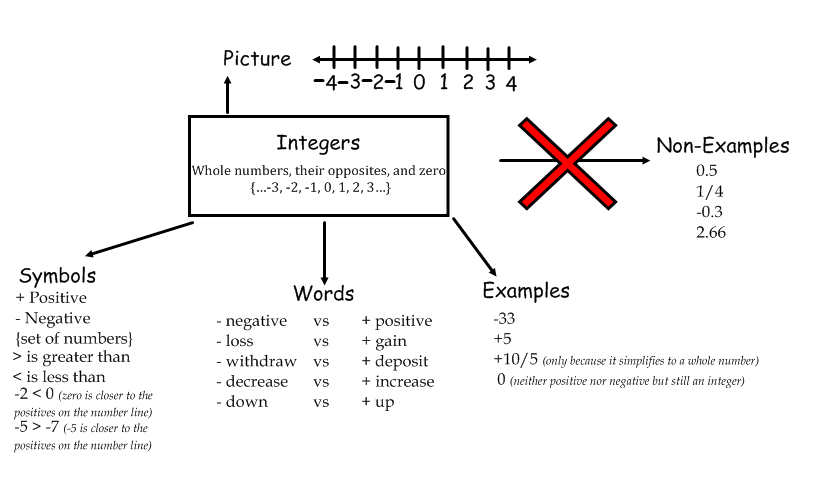 Picture
-4 -3 -2 -1 0 1 2 3 4
Integers
Whole numbers, their opposites, and zero
{...-3, -2, -1, 0, 1, 2, 3...}
Non-Examples
0.5
1/4
-0.3
2.66
Symbols
+ Positive
- Negative
{set of numbers}
> is greater than
< is less than
-2 < 0 (zero is closer to the
positives on the number line)
-5 > -7 (-5 is closer to the
positives on the number line)
Words
- negative vs + positive
- loss vs + gain
- withdraw vs + deposit
- decrease vs + increase
- down vs + up
Examples
-33
+5
+10/5 (only because it simplifies to a whole number)
0 (neither positive nor negative but still an integer)